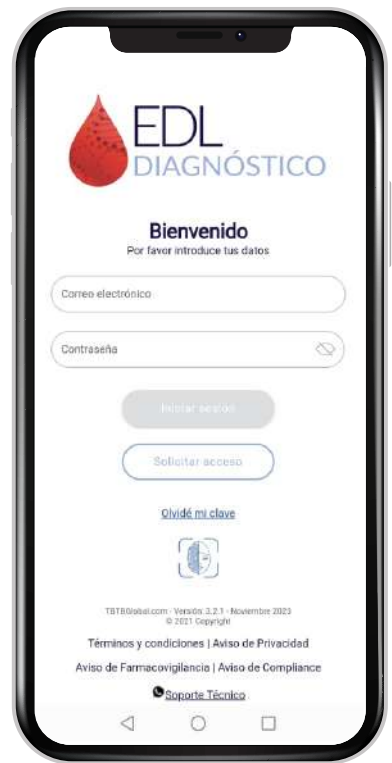 EDL
DIAGNÓSTICO
Bienvenido
Por favor introduce tus datos
Correo electrónico
Contraseña
Iniciar sesión
Solicitar acceso
Olvidé mi clave
TBTBGlobal.com - Versión: 3.2.1 - Noviembre 2023
© 2021 Copyright
Términos y condiciones | Aviso de Privacidad
Aviso de Farmacovigilancia | Aviso de Compliance
Soporte Técnico